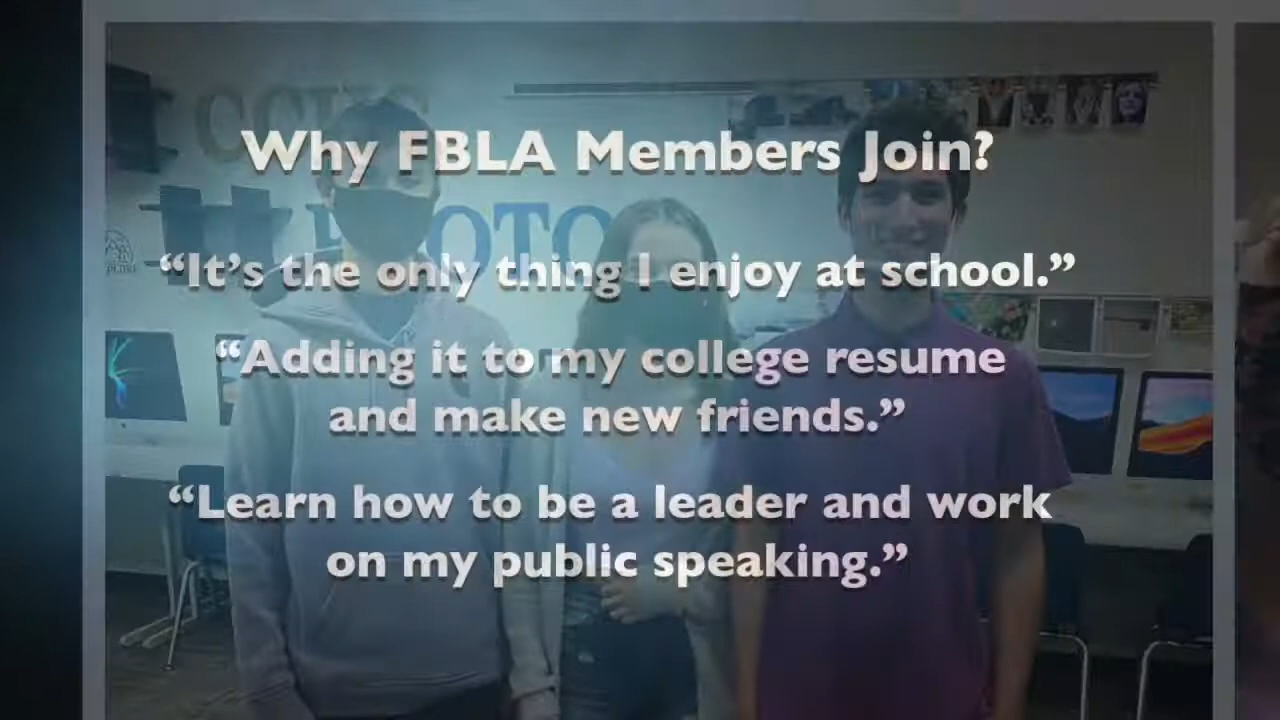 Why FBLA Members Join?
“It’s the only thing I enjoy at school.”
“Adding it to my college resume
and make new friends.”
“Learn how to be a leader and work
on my public speaking.”